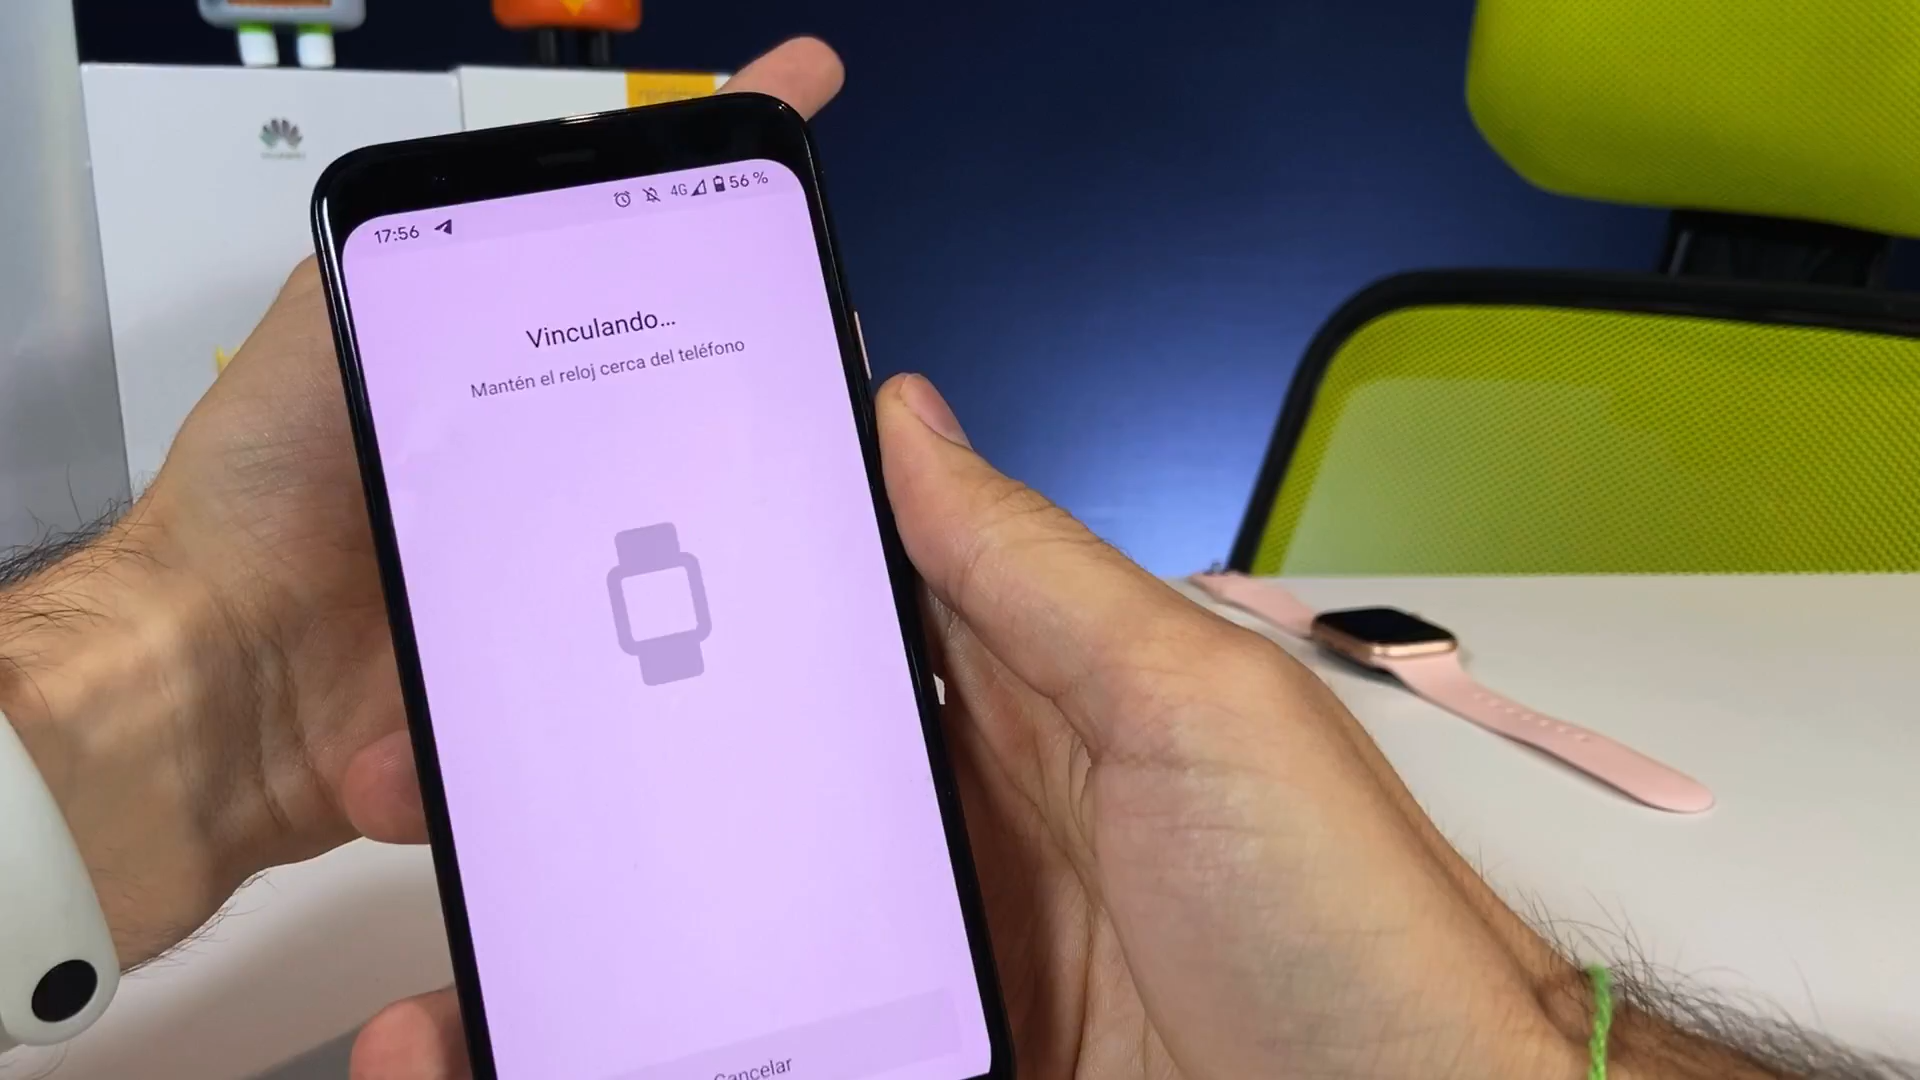 17:56
4G 56 %
Vinculando...
Mantén el reloj cerca del teléfono
Cancelar